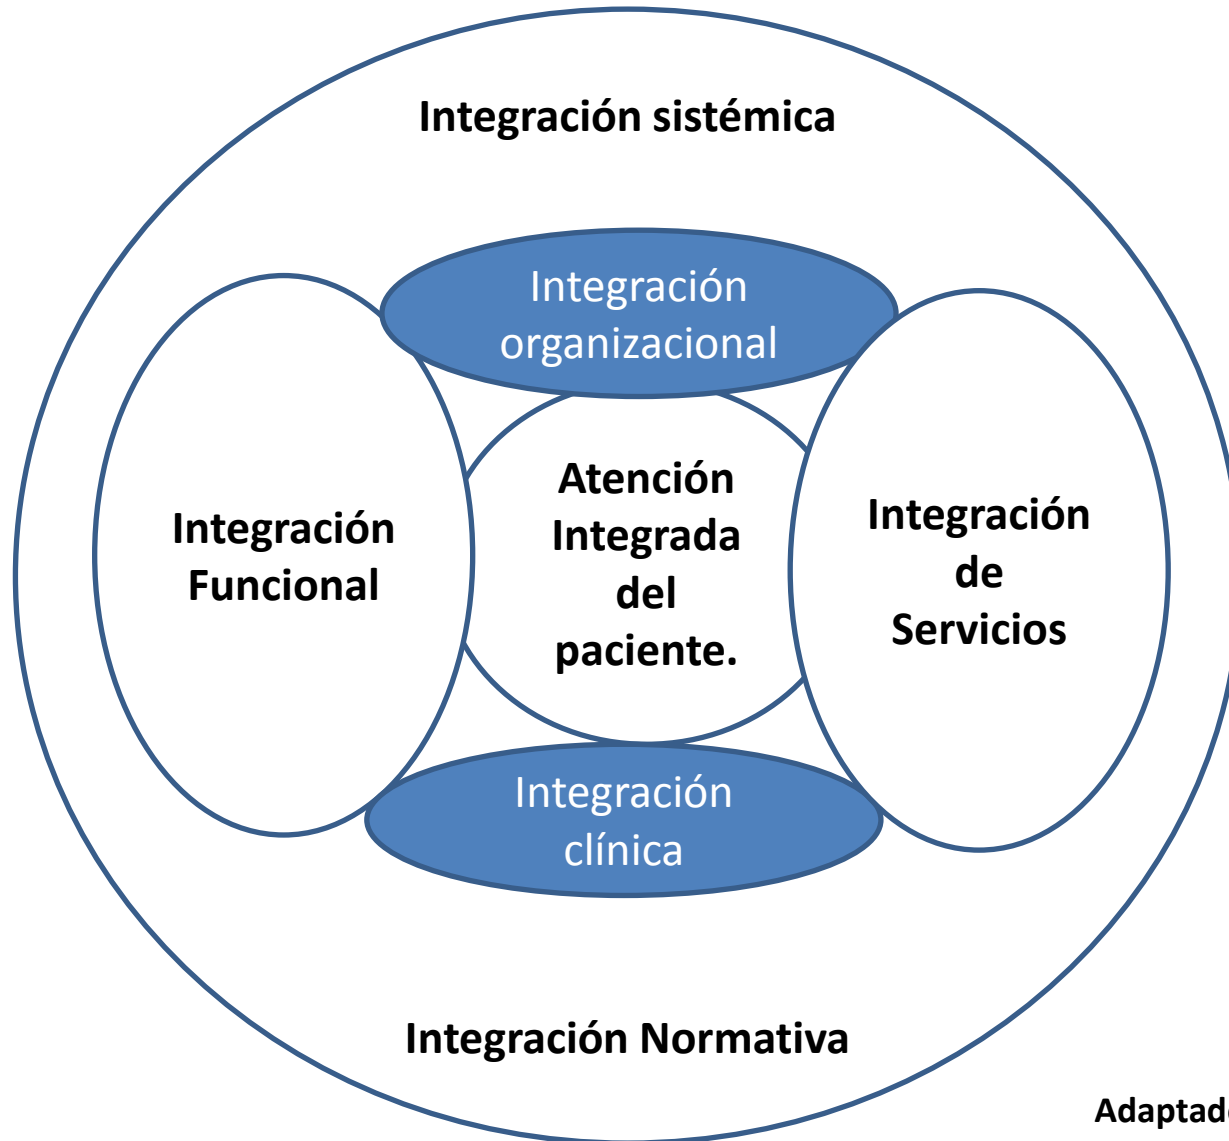 Integración sistémica
Integración
organizacional
Integración
Funcional
Atención
Integrada
del
paciente.
Integración
de
Servicios
Integración
clínica
Integración Normativa